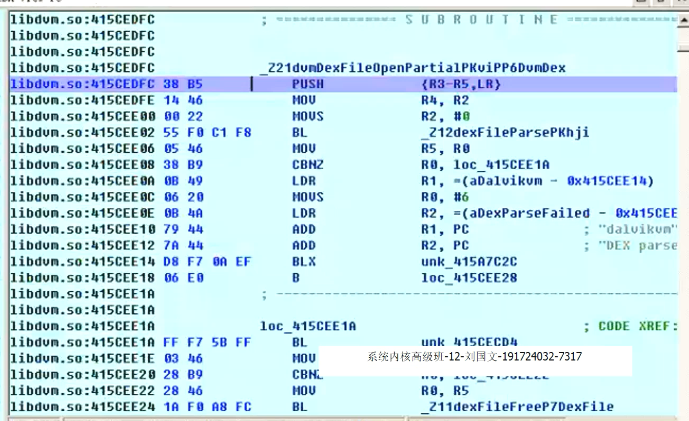 libdvm.so:415CEDFC ; =============== S U B R O U T I N E ===============
libdvm.so:415CEDFC
libdvm.so:415CEDFC
libdvm.so:415CEDFC _Z21dvmDexFileOpenPartialPKviPP6DvmDex
libdvm.so:415CEDFC 38 B5 PUSH {R3-R5,LR}
libdvm.so:415CEDFE 14 46 MOV R4, R2
libdvm.so:415CEE00 00 22 MOVS R2, #0
libdvm.so:415CEE02 55 F0 C1 F8 BL _Z12dexFileParsePKhji
libdvm.so:415CEE06 05 46 MOV R5, R0
libdvm.so:415CEE08 38 B9 CBNZ R0, loc_415CEE1A
libdvm.so:415CEE0A 0B 49 LDR R1, =(aDalvikvm - 0x415CEE14)
libdvm.so:415CEE0C 06 20 MOVS R0, #6
libdvm.so:415CEE0E 0B 4A LDR R2, =(aDexParseFailed - 0x415CE
libdvm.so:415CEE10 79 44 ADD R1, PC ; "dalvikvm"
libdvm.so:415CEE12 7A 44 ADD R2, PC ; "DEX parse
libdvm.so:415CEE14 D8 F7 0A EF BLX unk_415A7C2C
libdvm.so:415CEE18 06 E0 B loc_415CEE28
libdvm.so:415CEE1A ; ---------------------------------------------------
libdvm.so:415CEE1A
libdvm.so:415CEE1A loc_415CEE1A ; CODE XREF:
libdvm.so:415CEE1A FF F7 5B FF BL unk_415CECD4
libdvm.so:415CEE1E 03 46 MOV
系统内核高级班-12-刘国文-191724032-7317
libdvm.so:415CEE20 28 B9 CBNZ R0,
libdvm.so:415CEE22 28 46 MOV R0, R5
libdvm.so:415CEE24 1A F0 A8 FC BL _Z11dexFileFreeP7DexFile